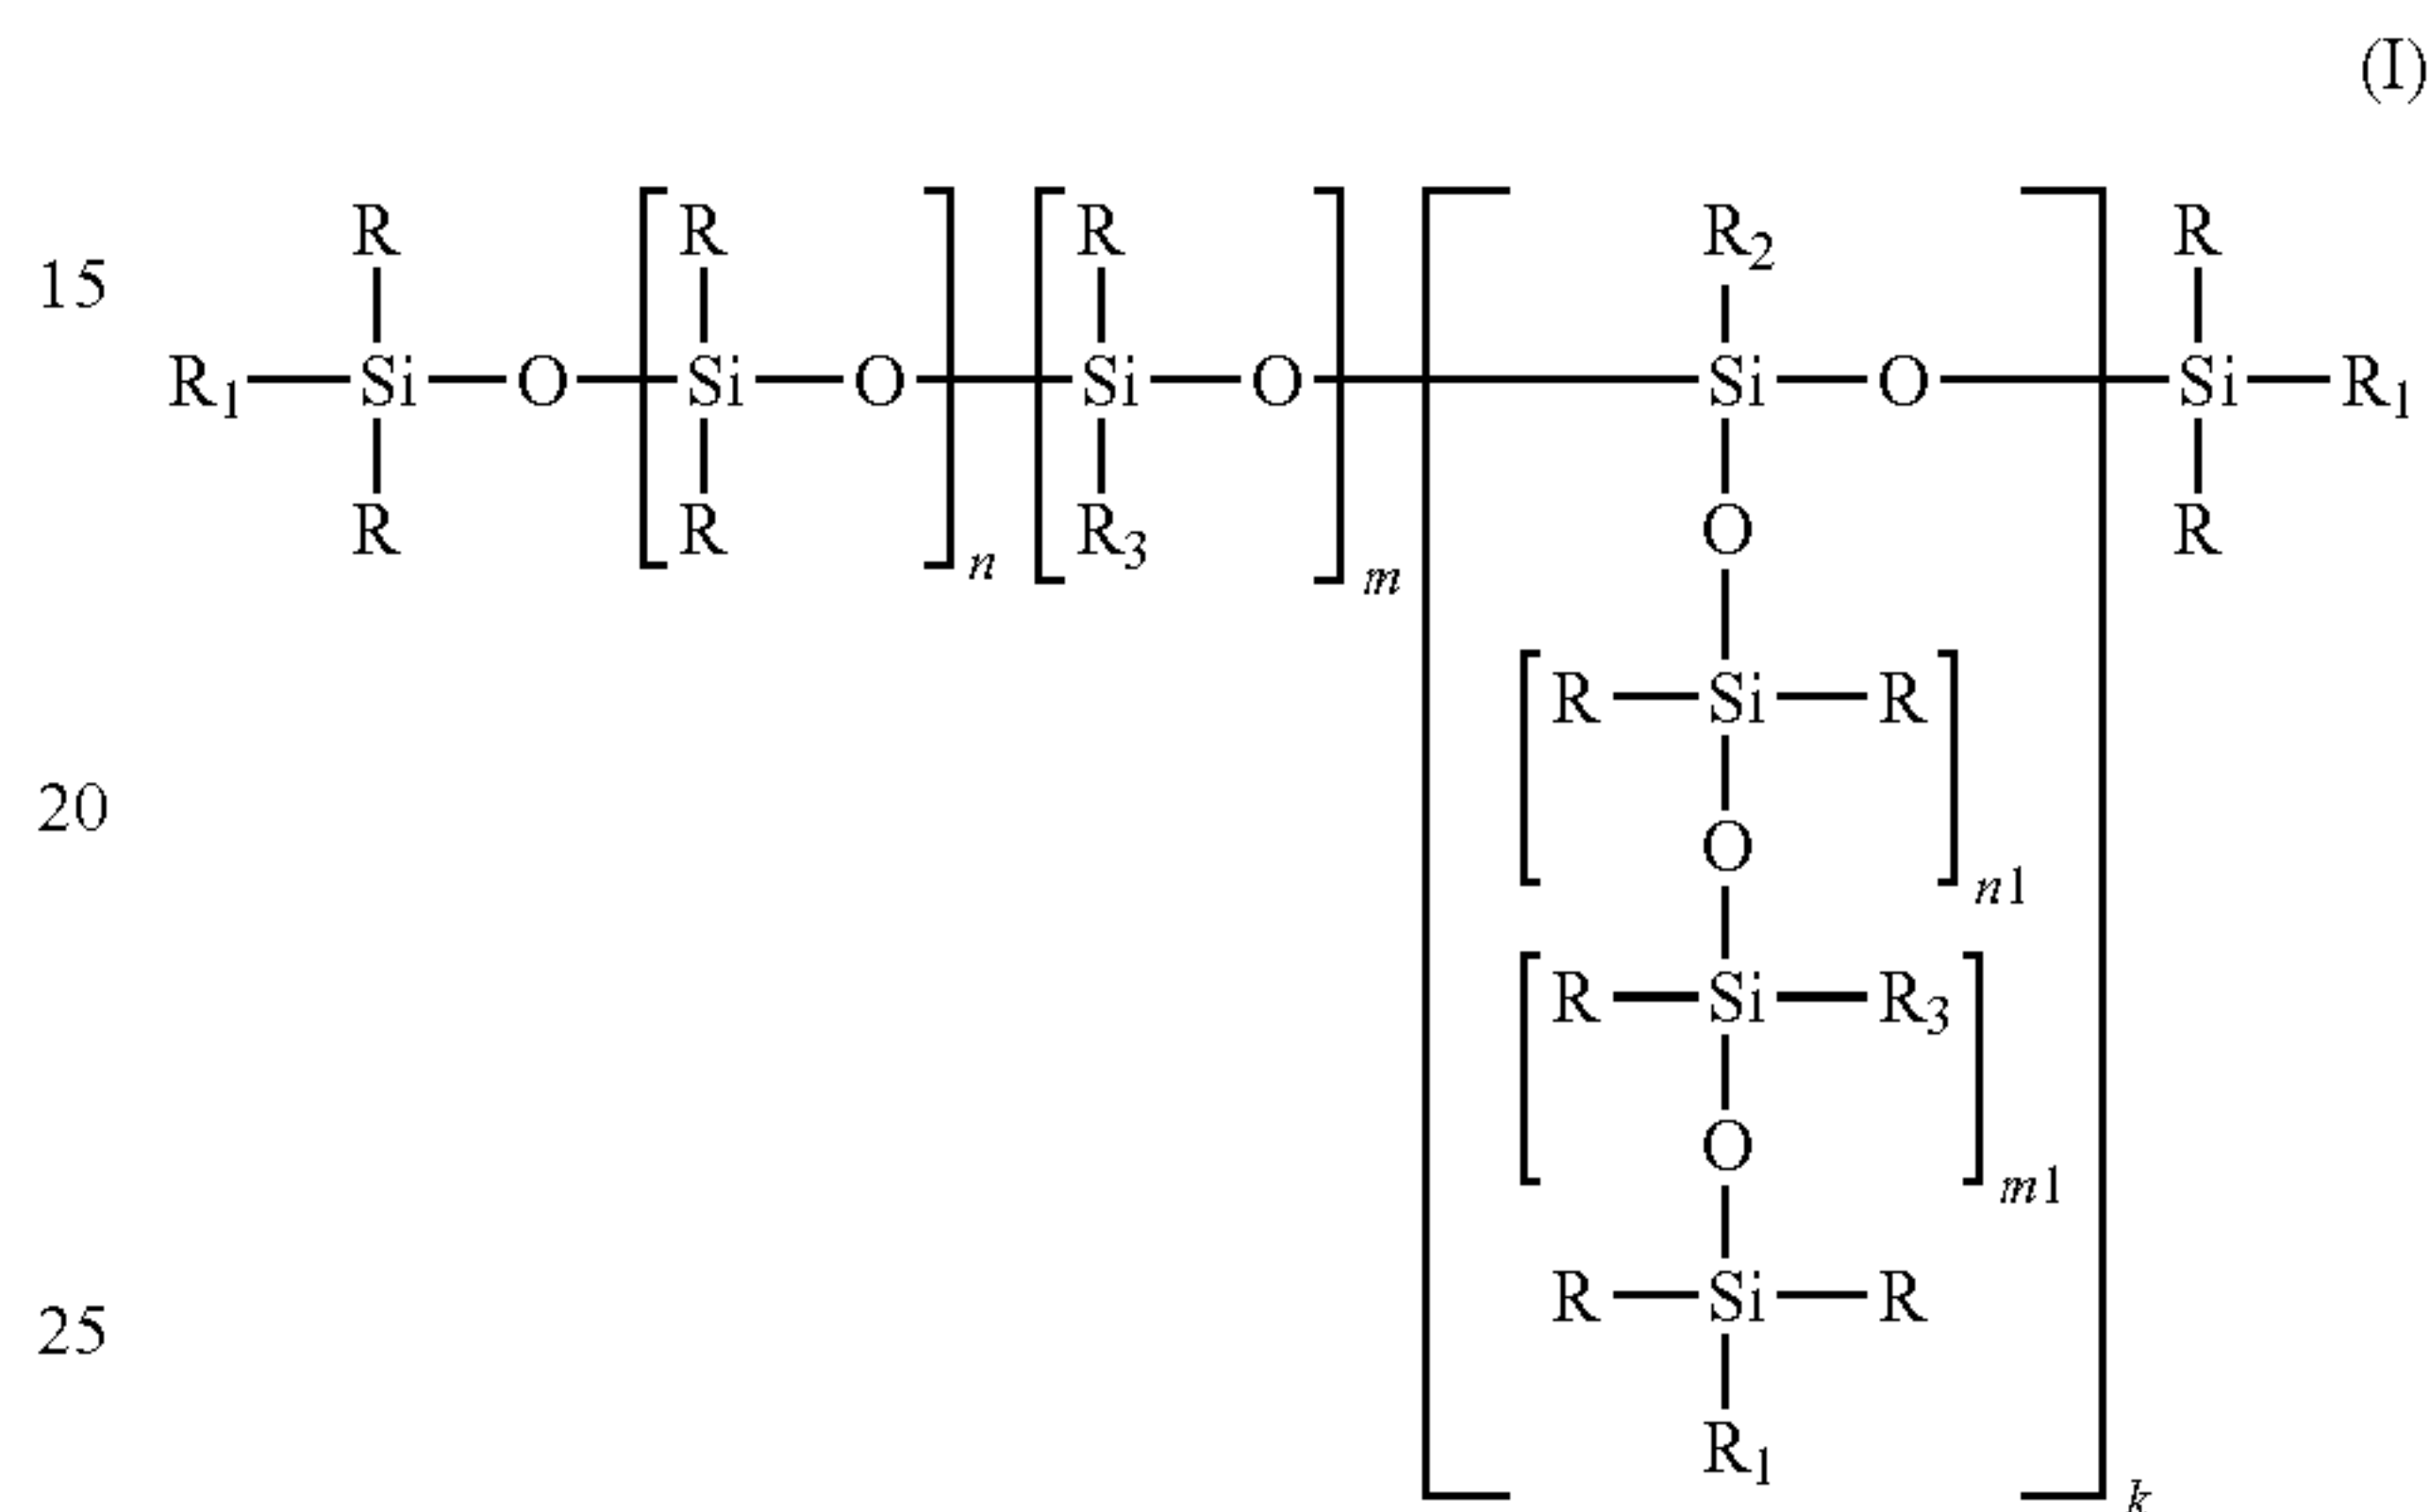 (I)
R R R R2 R
15
R1 Si O Si O Si O Si O Si R1
R R R3 O R
n m
R Si R
20
O
n1
R Si R3
O
m1
R Si R
25
R1
k